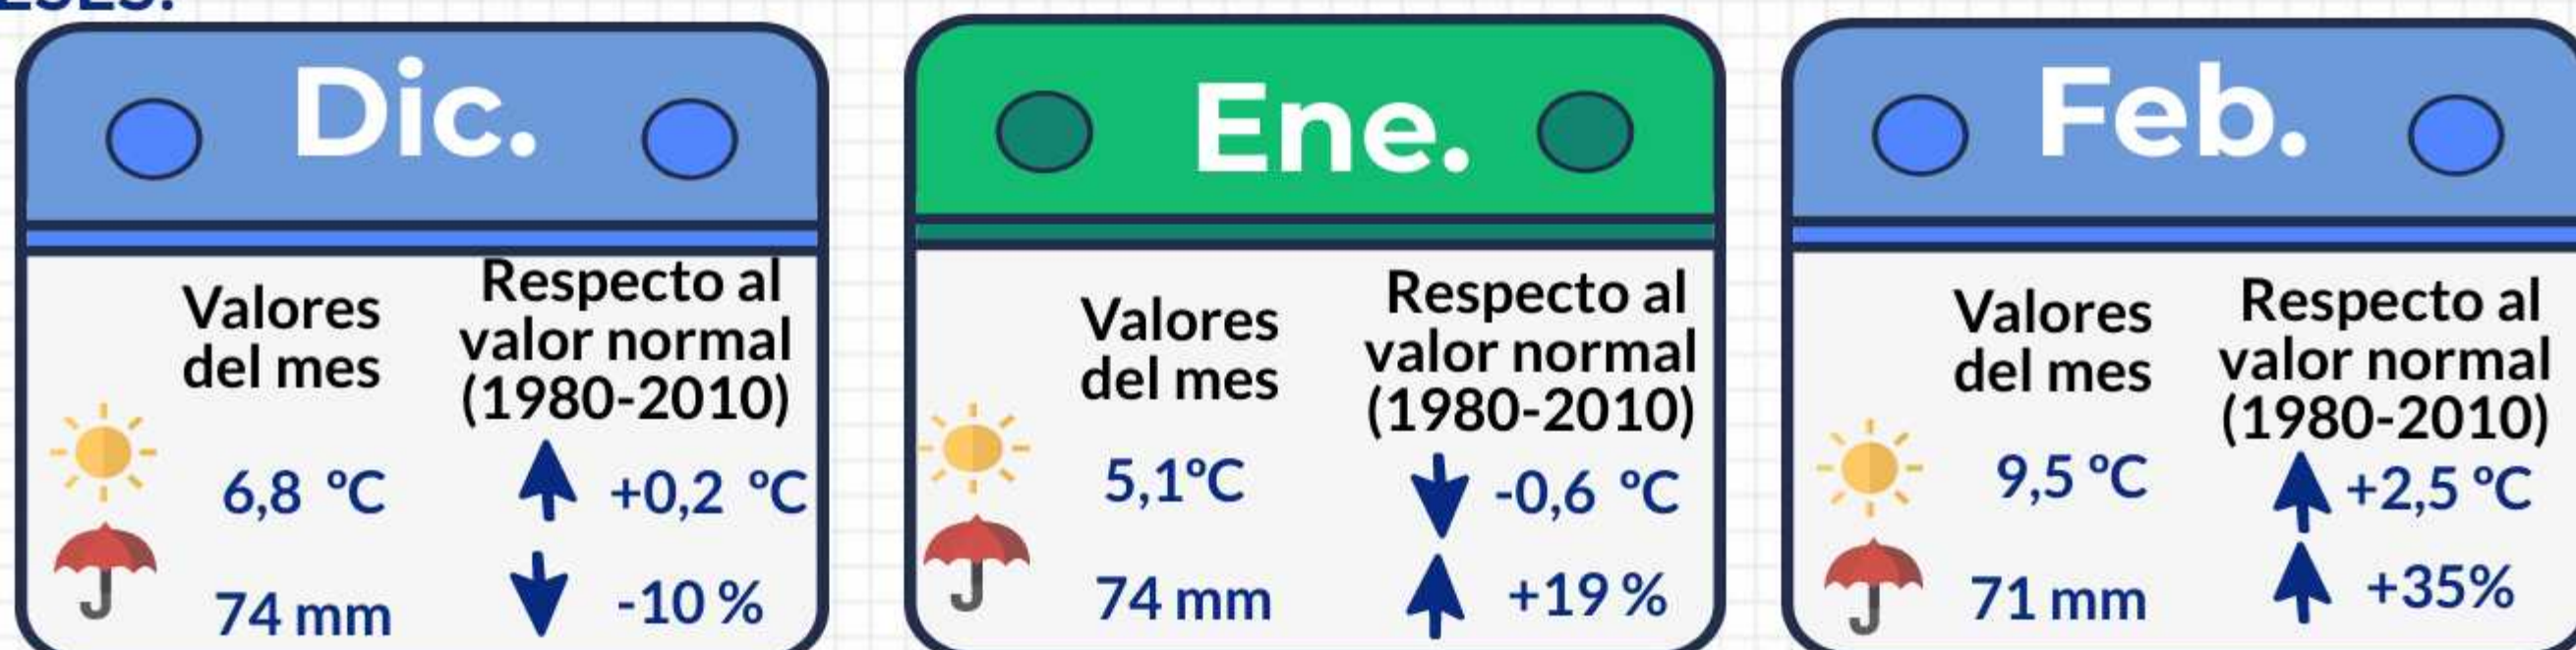 Dic.
Valores
del mes
Respecto al
valor normal
(1980-2010)
6,8 ºC
+0,2 ºC
74 mm
-10 %
Ene.
Valores
del mes
Respecto al
valor normal
(1980-2010)
5,1ºC
-0,6 ºC
74 mm
+19 %
Feb.
Valores
del mes
Respecto al
valor normal
(1980-2010)
9,5 ºC
+2,5 ºC
71 mm
+35%